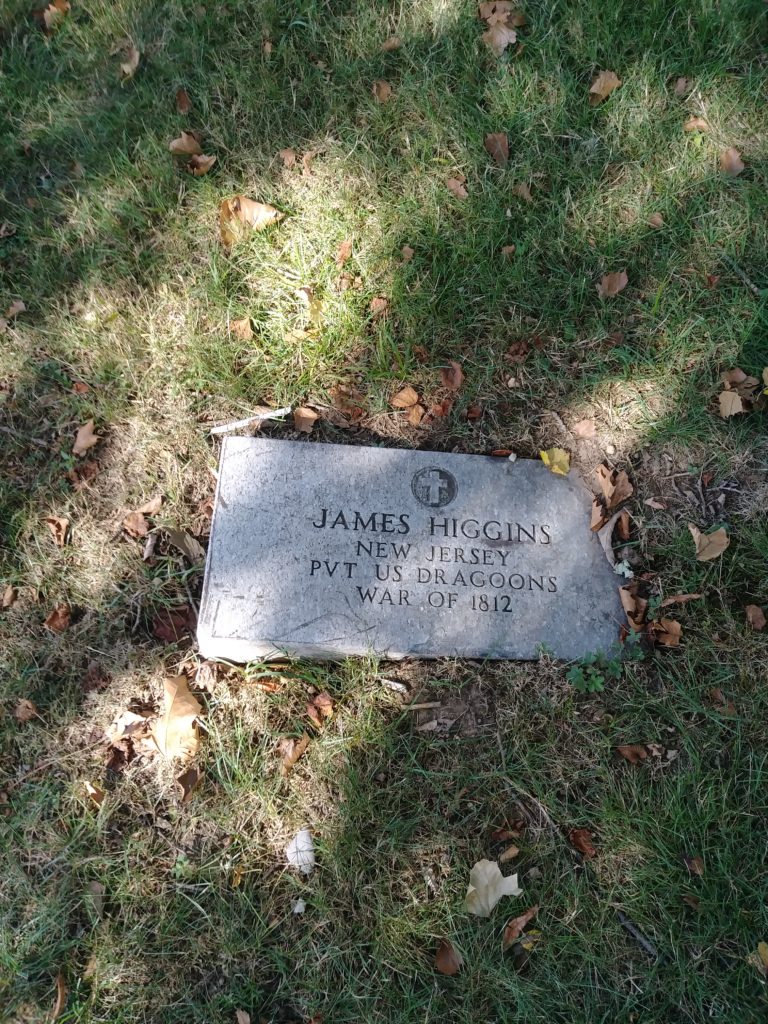 JAMES HIGGINS
NEW JERSEY
PVT US DRAGOONS
WAR OF 1812